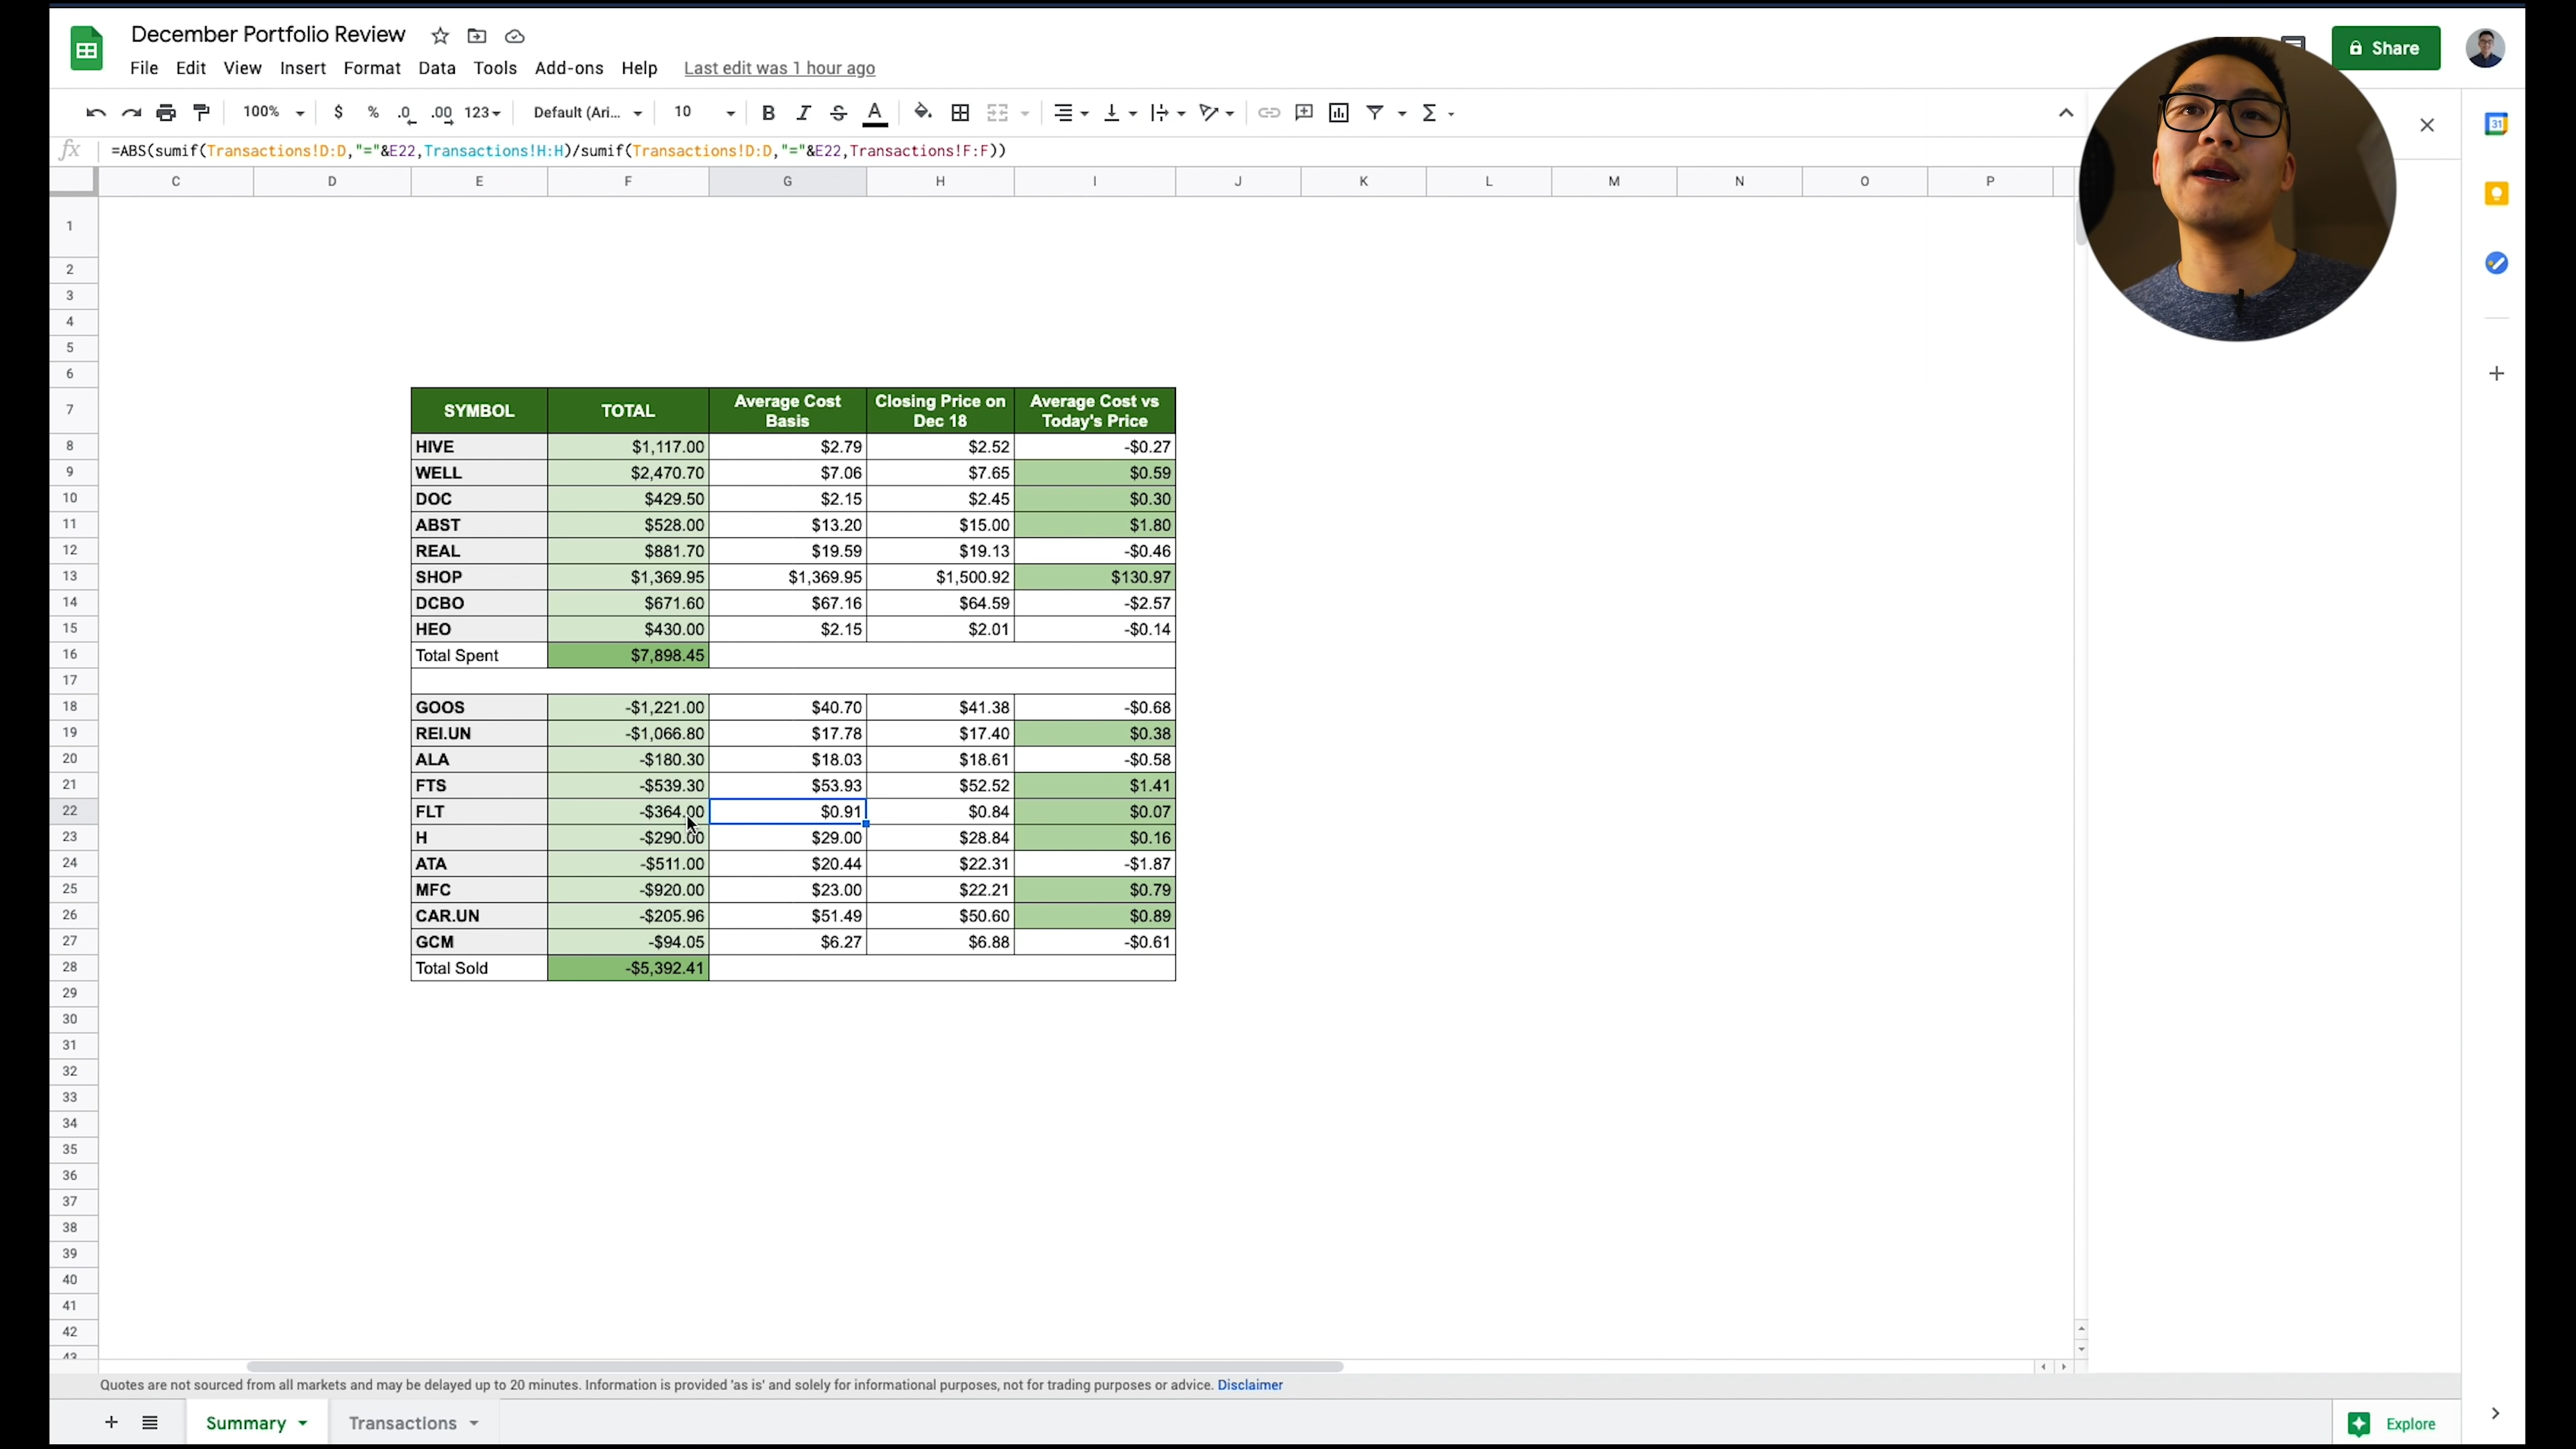 December Portfolio Review
File Edit View Insert Format Data Tools Add-ons Help Last edit was 1 hour ago
Share
100% $ % .0 .00 123 Default (Ari... 10 B I S A Σ
31
fx =ABS(sumif(Transactions!D:D,"="&E22,Transactions!H:H)/sumif(Transactions!D:D,"="&E22,Transactions!F:F))
C D E F G H I J K L M N O P
1
2
3
4
5
6
7 SYMBOL TOTAL Average Cost Basis Closing Price on Dec 18 Average Cost vs Today's Price
8 HIVE $1,117.00 $2.79 $2.52 -$0.27
9 WELL $2,470.70 $7.06 $7.65 $0.59
10 DOC $429.50 $2.15 $2.45 $0.30
11 ABST $528.00 $13.20 $15.00 $1.80
12 REAL $881.70 $19.59 $19.13 -$0.46
13 SHOP $1,369.95 $1,369.95 $1,500.92 $130.97
14 DCBO $671.60 $67.16 $64.59 -$2.57
15 HEO $430.00 $2.15 $2.01 -$0.14
16 Total Spent $7,898.45
17
18 GOOS -$1,221.00 $40.70 $41.38 -$0.68
19 REI.UN -$1,066.80 $17.78 $17.40 $0.38
20 ALA -$180.30 $18.03 $18.61 -$0.58
21 FTS -$539.30 $53.93 $52.52 $1.41
22 FLT -$364.00 $0.91 $0.84 $0.07
23 H -$290.00 $29.00 $28.84 $0.16
24 ATA -$511.00 $20.44 $22.31 -$1.87
25 MFC -$920.00 $23.00 $22.21 $0.79
26 CAR.UN -$205.96 $51.49 $50.60 $0.89
27 GCM -$94.05 $6.27 $6.88 -$0.61
28 Total Sold -$5,392.41
29
30
31
32
33
34
35
36
37
38
39
40
41
42
43
Quotes are not sourced from all markets and may be delayed up to 20 minutes. Information is provided 'as is' and solely for informational purposes, not for trading purposes or advice. Disclaimer
Summary Transactions Explore